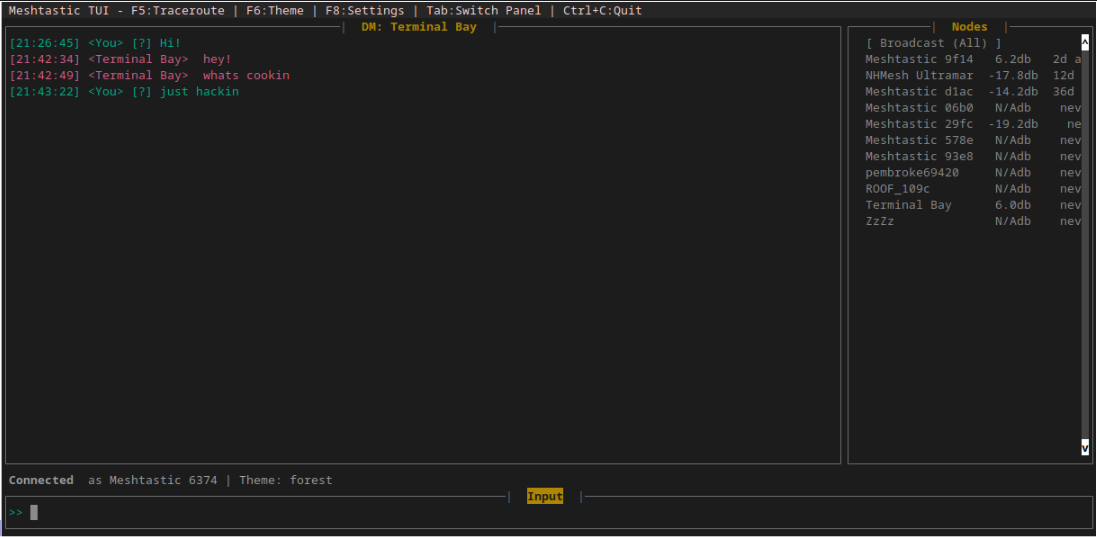 Meshtastic TUI - F5:Traceroute | F6:Theme | F8:Settings | Tab:Switch Panel | Ctrl+C:Quit
DM: Terminal Bay
[21:26:45] <You> [?] Hi!
[21:42:34] <Terminal Bay>  hey!
[21:42:49] <Terminal Bay>  whats cookin
[21:43:22] <You> [?] just hackin
Nodes
[ Broadcast (All) ]
Meshtastic 9f14   6.2db   2d a
NHMesh Ultramar  -17.8db  12d
Meshtastic d1ac  -14.2db  36d
Meshtastic 06b0   N/Adb    nev
Meshtastic 29fc  -19.2db    ne
Meshtastic 578e   N/Adb    nev
Meshtastic 93e8   N/Adb    nev
pembroke69420     N/Adb    nev
ROOF_109c         N/Adb    nev
Terminal Bay      6.0db    nev
ZzZz              N/Adb    nev
Connected  as Meshtastic 6374 | Theme: forest
Input
>>